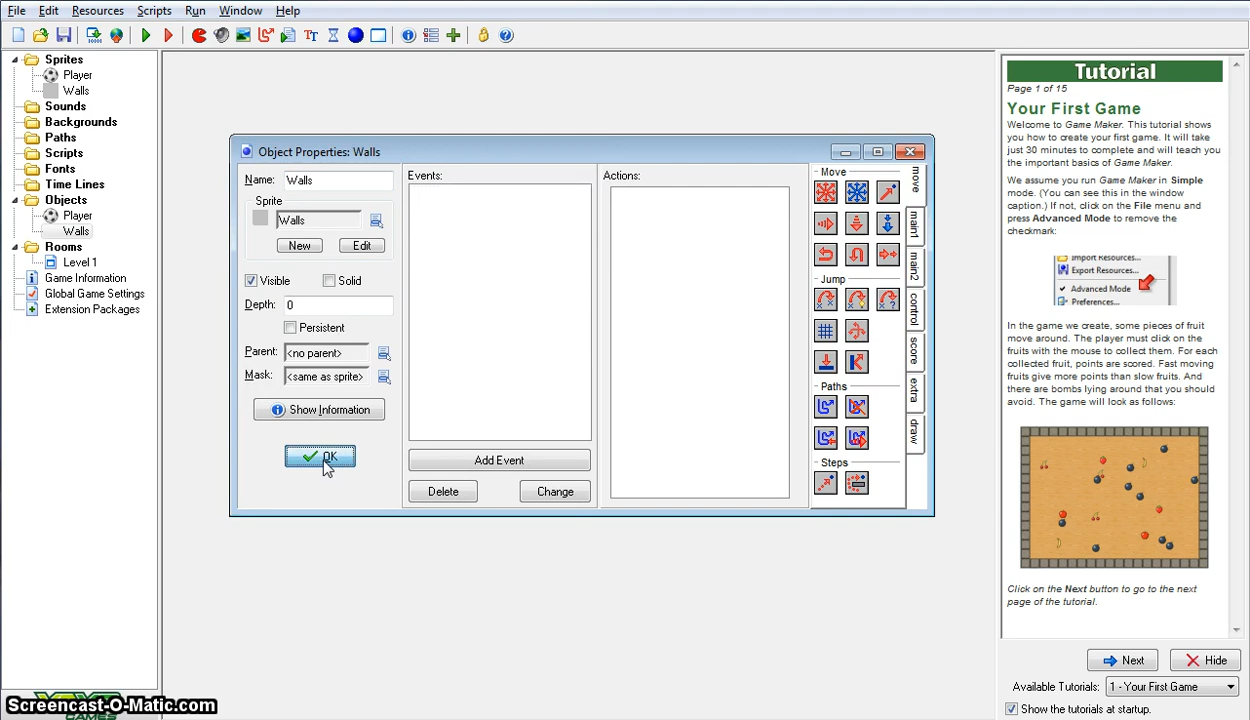 File Edit Resources Scripts Run Window Help
Sprites
Player
Walls
Sounds
Backgrounds
Paths
Scripts
Fonts
Time Lines
Objects
Player
Walls
Rooms
Level 1
Game Information
Global Game Settings
Extension Packages
Object Properties: Walls
Name: Walls
Sprite
Walls
New Edit
Visible Solid
Depth: 0
Persistent
Parent: <no parent>
Mask: <same as sprite>
Show Information
OK
Events:
Add Event
Delete Change
Actions:
Move
Jump
Paths
Steps
move
main1
main2
control
score
extra
draw
Tutorial
Page 1 of 15
Your First Game
Welcome to Game Maker. This tutorial shows
you how to create your first game. It will take
just 30 minutes to complete and will teach you
the important basics of Game Maker.
We assume you run Game Maker in Simple
mode. (You can see this in the window
caption.) If not, click on the File menu and
press Advanced Mode to remove the
checkmark:
Import Resources...
Export Resources...
Advanced Mode
Preferences...
In the game we create, some pieces of fruit
move around. The player must click on the
fruits with the mouse to collect them. For each
collected fruit, points are scored. Fast moving
fruits give more points than slow fruits. And
there are bombs lying around that you should
avoid. The game will look as follows:
Click on the Next button to go to the next
page of the tutorial.
Next Hide
Available Tutorials: 1 - Your First Game
Show the tutorials at startup.
GAMES
Screencast-O-Matic.com